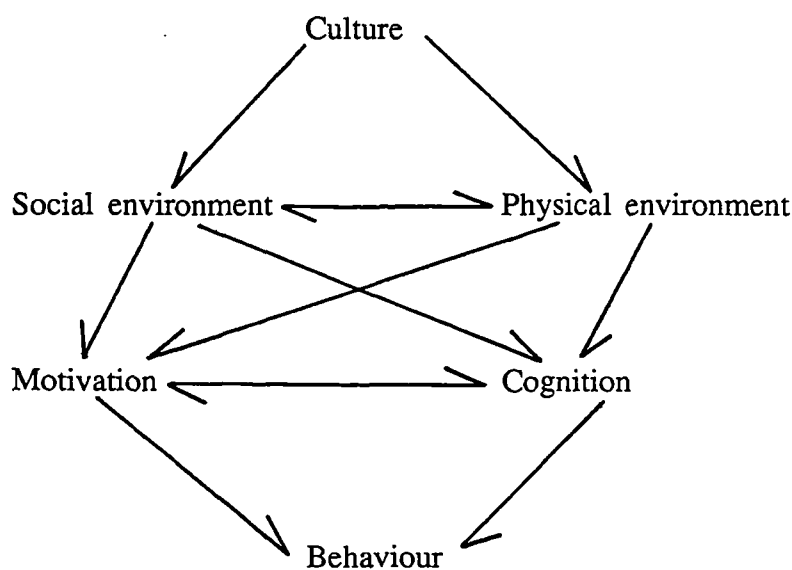 Culture
Social environment
Physical environment
Motivation
Cognition
Behaviour